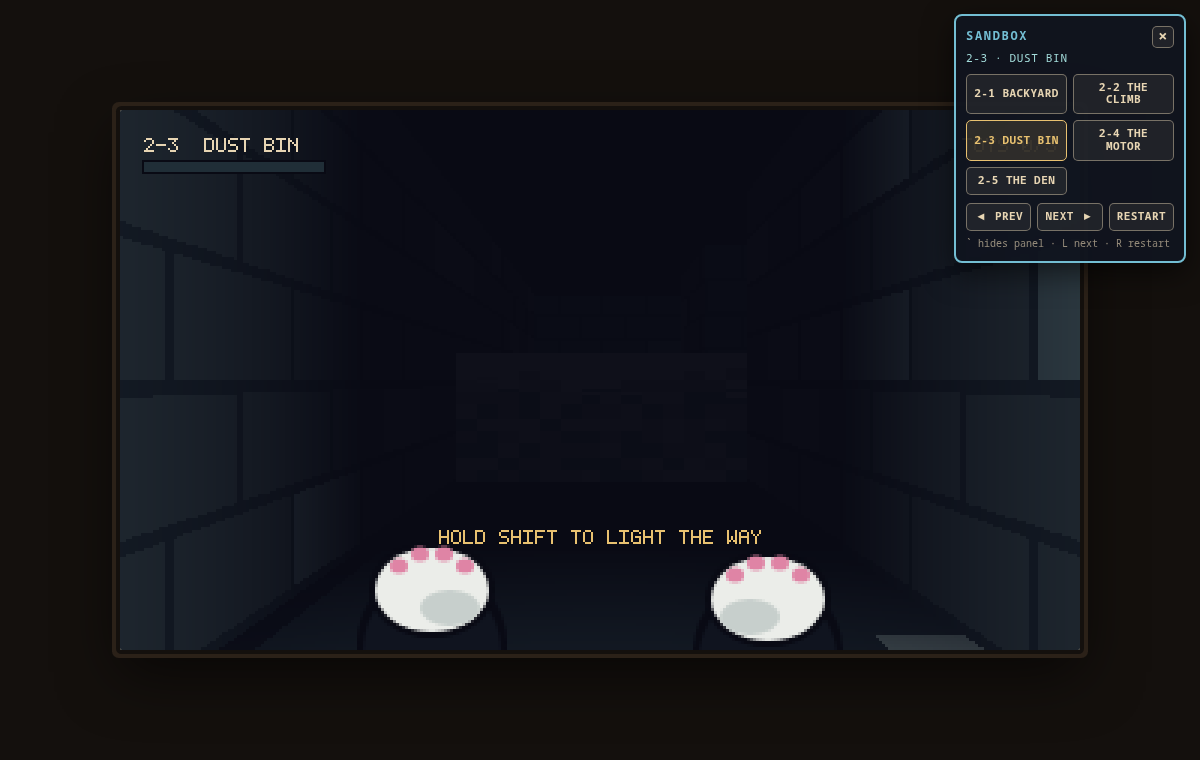 SANDBOX ×
2-3 · DUST BIN
2-1 BACKYARD
2-2 THE
CLIMB
2-3 DUST BIN
2-4 THE
MOTOR
2-5 THE DEN
◄ PREV
NEXT ►
RESTART
` hides panel · L next · R restart
2-3 DUST BIN
HOLD SHIFT TO LIGHT THE WAY